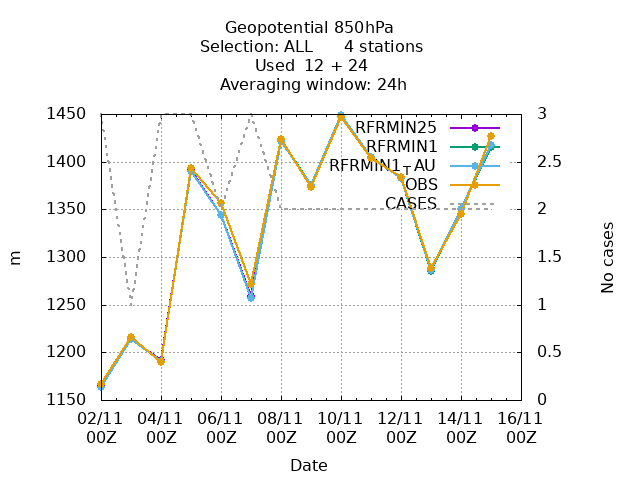 Geopotential 850hPa
Selection: ALL 4 stations
Used 12 + 24
Averaging window: 24h
1450
1400
1350
1300
1250
1200
1150
m
3
2.5
2
1.5
1
0.5
0
No cases
RFRMIN25
RFRMIN1
RFRMIN1TAU
OBS
CASES
02/11 04/11 06/11 08/11 10/11 12/11 14/11 16/11
00Z 00Z 00Z 00Z 00Z 00Z 00Z 00Z
Date